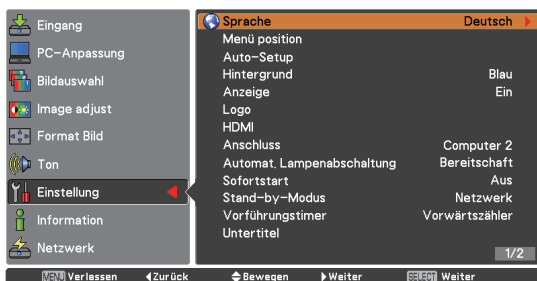 Eingang
PC-Anpassung
Bildauswahl
Image adjust
Format Bild
Ton
Einstellung
Information
Netzwerk
Sprache Deutsch
Menü position
Auto-Setup
Hintergrund Blau
Anzeige Ein
Logo
HDMI
Anschluss Computer 2
Automat. Lampenabschaltung Bereitschaft
Sofortstart Aus
Stand-by-Modus Netzwerk
Vorführungstimer Vorwärtszähler
Untertitel
1/2
MENU Verlassen Zurück Bewegen Weiter SELECT Weiter